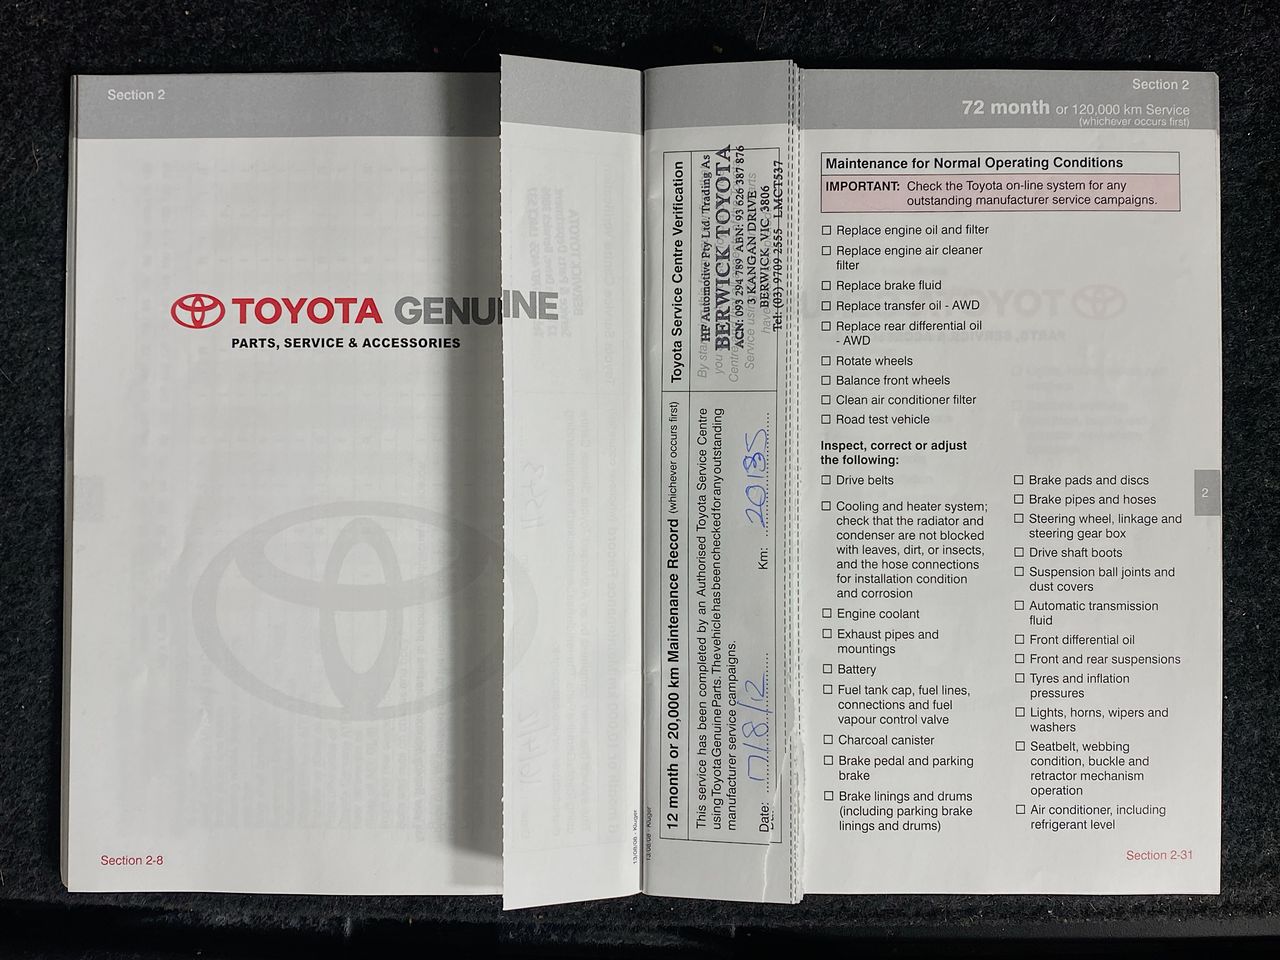 Section 2
TOYOTA GENUINE
PARTS, SERVICE & ACCESSORIES
Section 2-8
13/08/08 - Kluger
13/08/08 - Kluger
12 month or 20,000 km Maintenance Record (whichever occurs first)
Toyota Service Centre Verification
This service has been completed by an Authorised Toyota Service Centre
using Toyota Genuine Parts. The vehicle has been checked for any outstanding
manufacturer service campaigns.
Km: 20135
HF Automotive Pty Ltd. Trading As
BERWICK TOYOTA
ACN: 093 294 789 ABN: 93 626 387 876
3 KANGAN DRIVE
BERWICK, VIC, 3806
Tel: (03) 9709 2555 LMCT537
Section 2
72 month or 120,000 km Service
(whichever occurs first)
Maintenance for Normal Operating Conditions
IMPORTANT: Check the Toyota on-line system for any
outstanding manufacturer service campaigns.
Replace engine oil and filter
Replace engine air cleaner
filter
Replace brake fluid
Replace transfer oil - AWD
Replace rear differential oil
- AWD
Rotate wheels
Balance front wheels
Clean air conditioner filter
Road test vehicle
Inspect, correct or adjust
the following:
Drive belts
Cooling and heater system;
check that the radiator and
condenser are not blocked
with leaves, dirt, or insects,
and the hose connections
for installation condition
and corrosion
Engine coolant
Exhaust pipes and
mountings
Battery
Fuel tank cap, fuel lines,
connections and fuel
vapour control valve
Charcoal canister
Brake pedal and parking
brake
Brake linings and drums
(including parking brake
linings and drums)
Brake pads and discs
Brake pipes and hoses
Steering wheel, linkage and
steering gear box
Drive shaft boots
Suspension ball joints and
dust covers
Automatic transmission
fluid
Front differential oil
Front and rear suspensions
Tyres and inflation
pressures
Lights, horns, wipers and
washers
Seatbelt, webbing
condition, buckle and
retractor mechanism
operation
Air conditioner, including
refrigerant level
2
Section 2-31